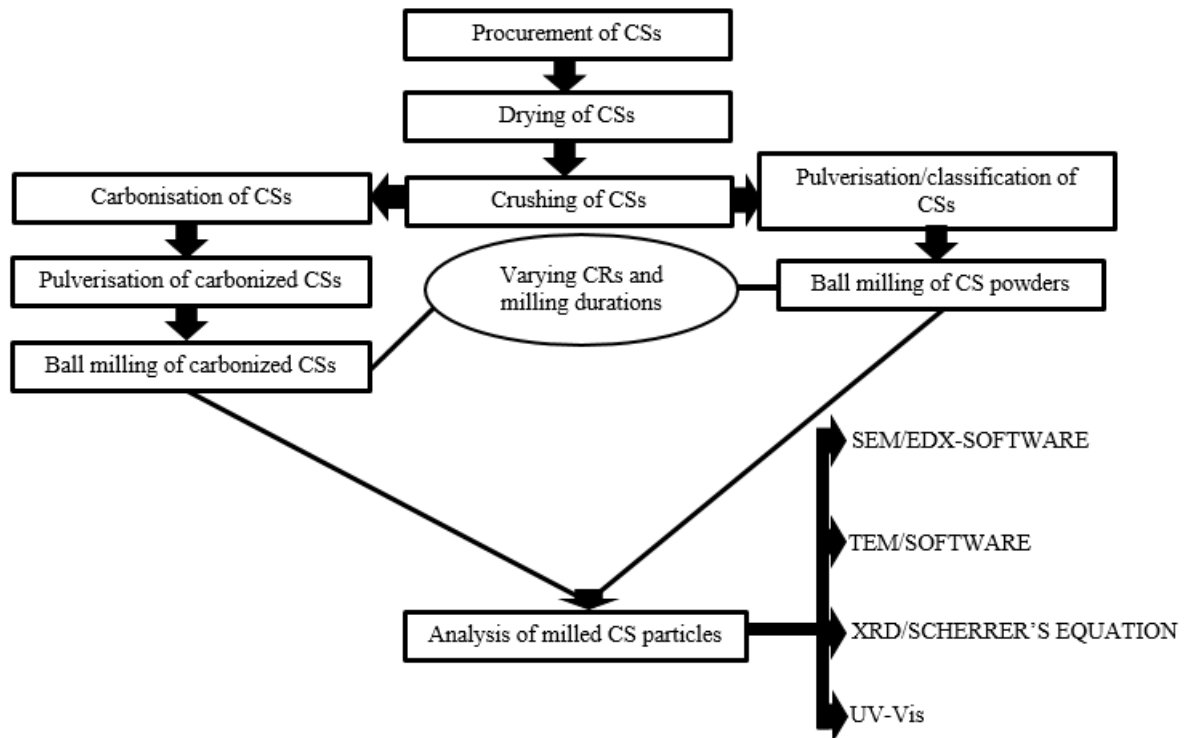 Procurement of CSs
Drying of CSs
Carbonisation of CSs
Crushing of CSs
Pulverisation/classification of
CSs
Pulverisation of carbonized CSs
Varying CRs and
milling durations
Ball milling of CS powders
Ball milling of carbonized CSs
SEM/EDX-SOFTWARE
TEM/SOFTWARE
Analysis of milled CS particles
XRD/SCHERRER’S EQUATION
UV-Vis